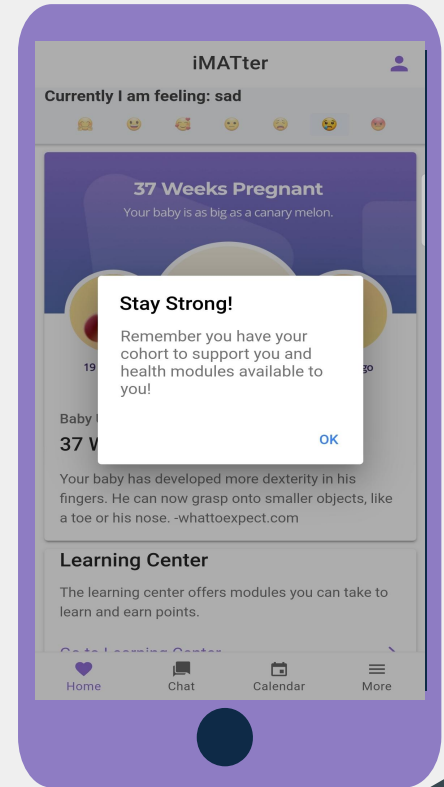 iMATter
Currently I am feeling: sad
37 Weeks Pregnant
Your baby is as big as a canary melon.
Stay Strong!
Remember you have your
cohort to support you and
health modules available to
you!
OK
19
go
Baby
37
Your baby has developed more dexterity in his
fingers. He can now grasp onto smaller objects, like
a toe or his nose. -whattoexpect.com
Learning Center
The learning center offers modules you can take to
learn and earn points.
Go to Learning Center
Home
Chat
Calendar
More